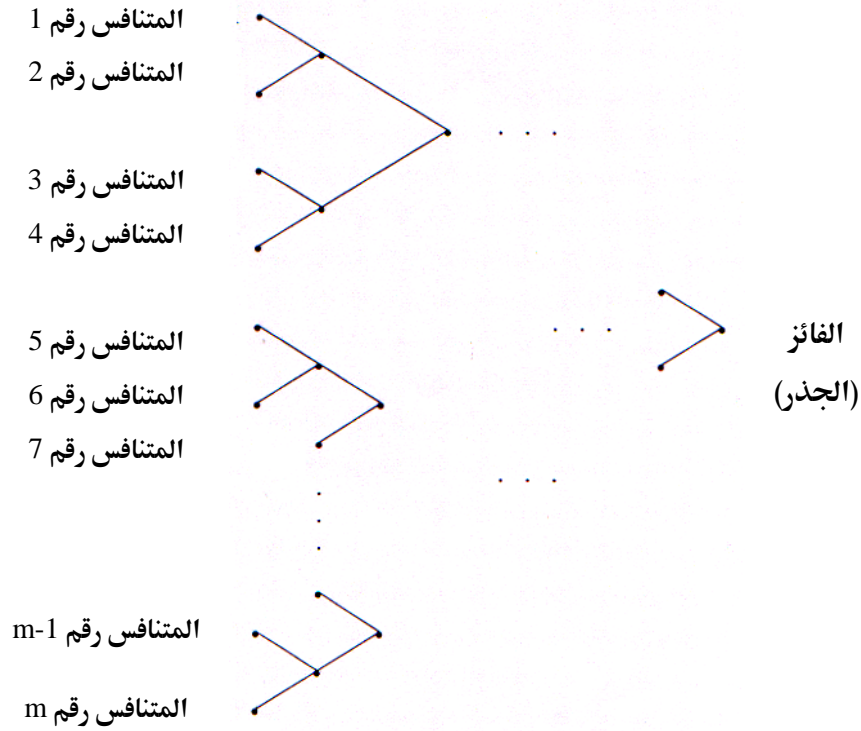 المتنافس رقم 1
المتنافس رقم 2
المتنافس رقم 3
المتنافس رقم 4
المتنافس رقم 5
المتنافس رقم 6
المتنافس رقم 7
المتنافس رقم m-1
المتنافس رقم m
الفائز
(الجذر)